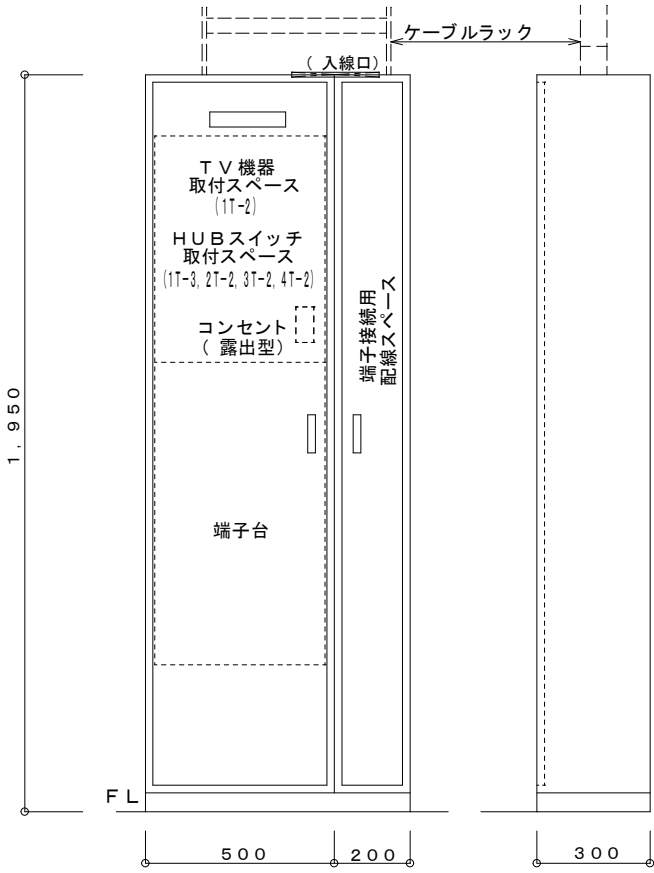 ケーブルラック
（ 入線口）
ＴＶ機器
取付スペース
(1T-2)
ＨＵＢスイッチ
取付スペース
(1T-3, 2T-2, 3T-2, 4T-2)
コンセント
（ 露出型）
端子接続用
配線スペース
端子台
１,９５０
ＦＬ
５００
２００
３００